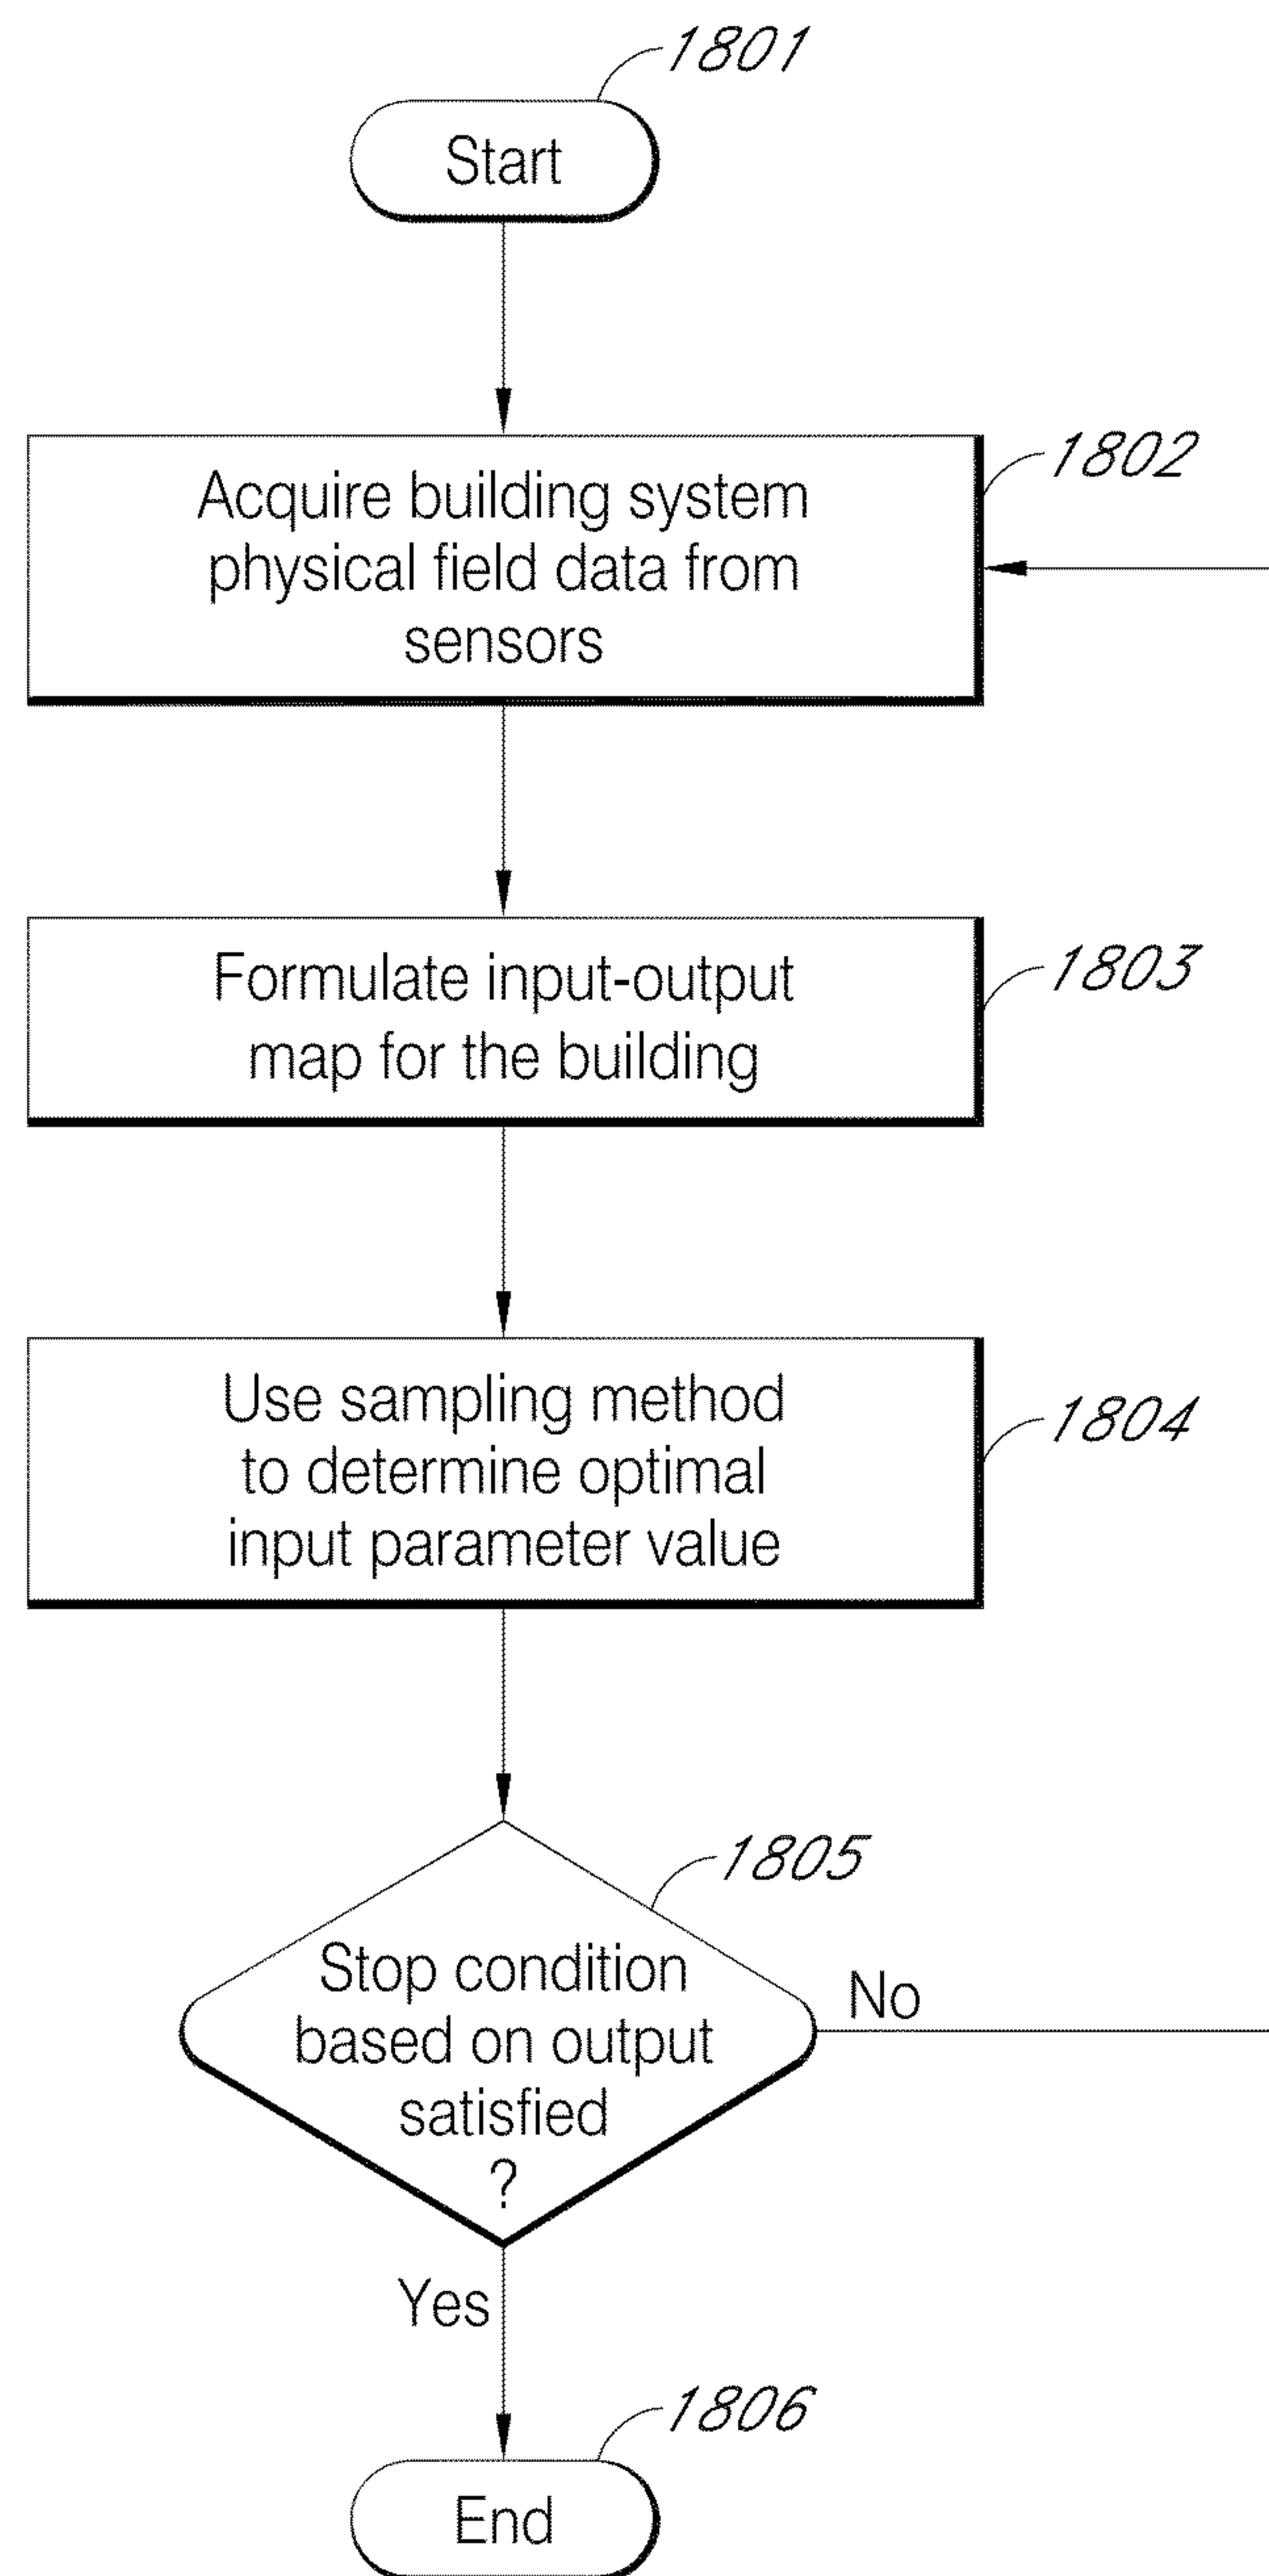 1801
Start
1802
Acquire building system
physical field data from
sensors
1803
Formulate input-output
map for the building
1804
Use sampling method
to determine optimal
input parameter value
1805
Stop condition
based on output
satisfied
?
No
Yes
1806
End